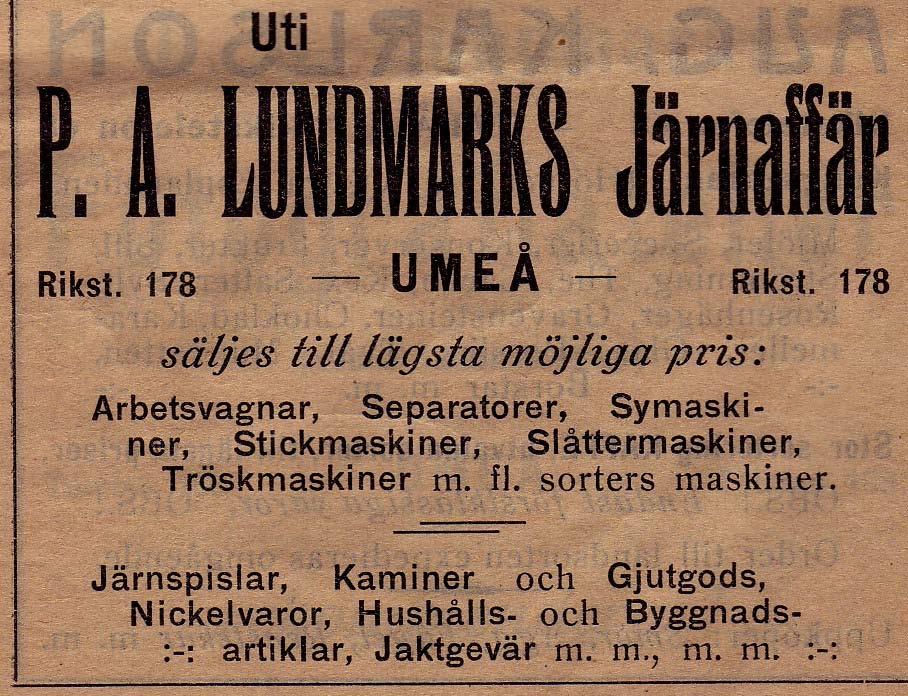 Uti
P. A. LUNDMARKS Järnaffär
Rikst. 178 — UMEÅ — Rikst. 178
säljes till lägsta möjliga pris:
Arbetsvagnar, Separatorer, Symaski-
ner, Stickmaskiner, Slåttermaskiner,
Tröskmaskiner m. fl. sorters maskiner.
Järnspislar, Kaminer och Gjutgods,
Nickelvaror, Hushålls- och Byggnads-
:-: artiklar, Jaktgevär m. m., m. m. :-: